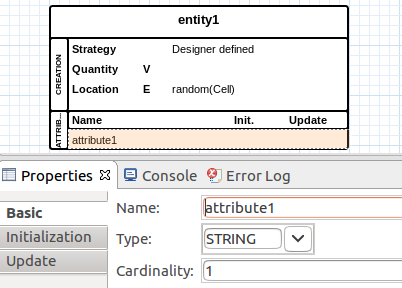 entity1
CREATION
Strategy Designer defined
Quantity V
Location E random(Cell)
ATTRIB...
Name Init. Update
attribute1
Properties Console Error Log
Basic
Initialization
Update
Name: attribute1
Type: STRING
Cardinality: 1